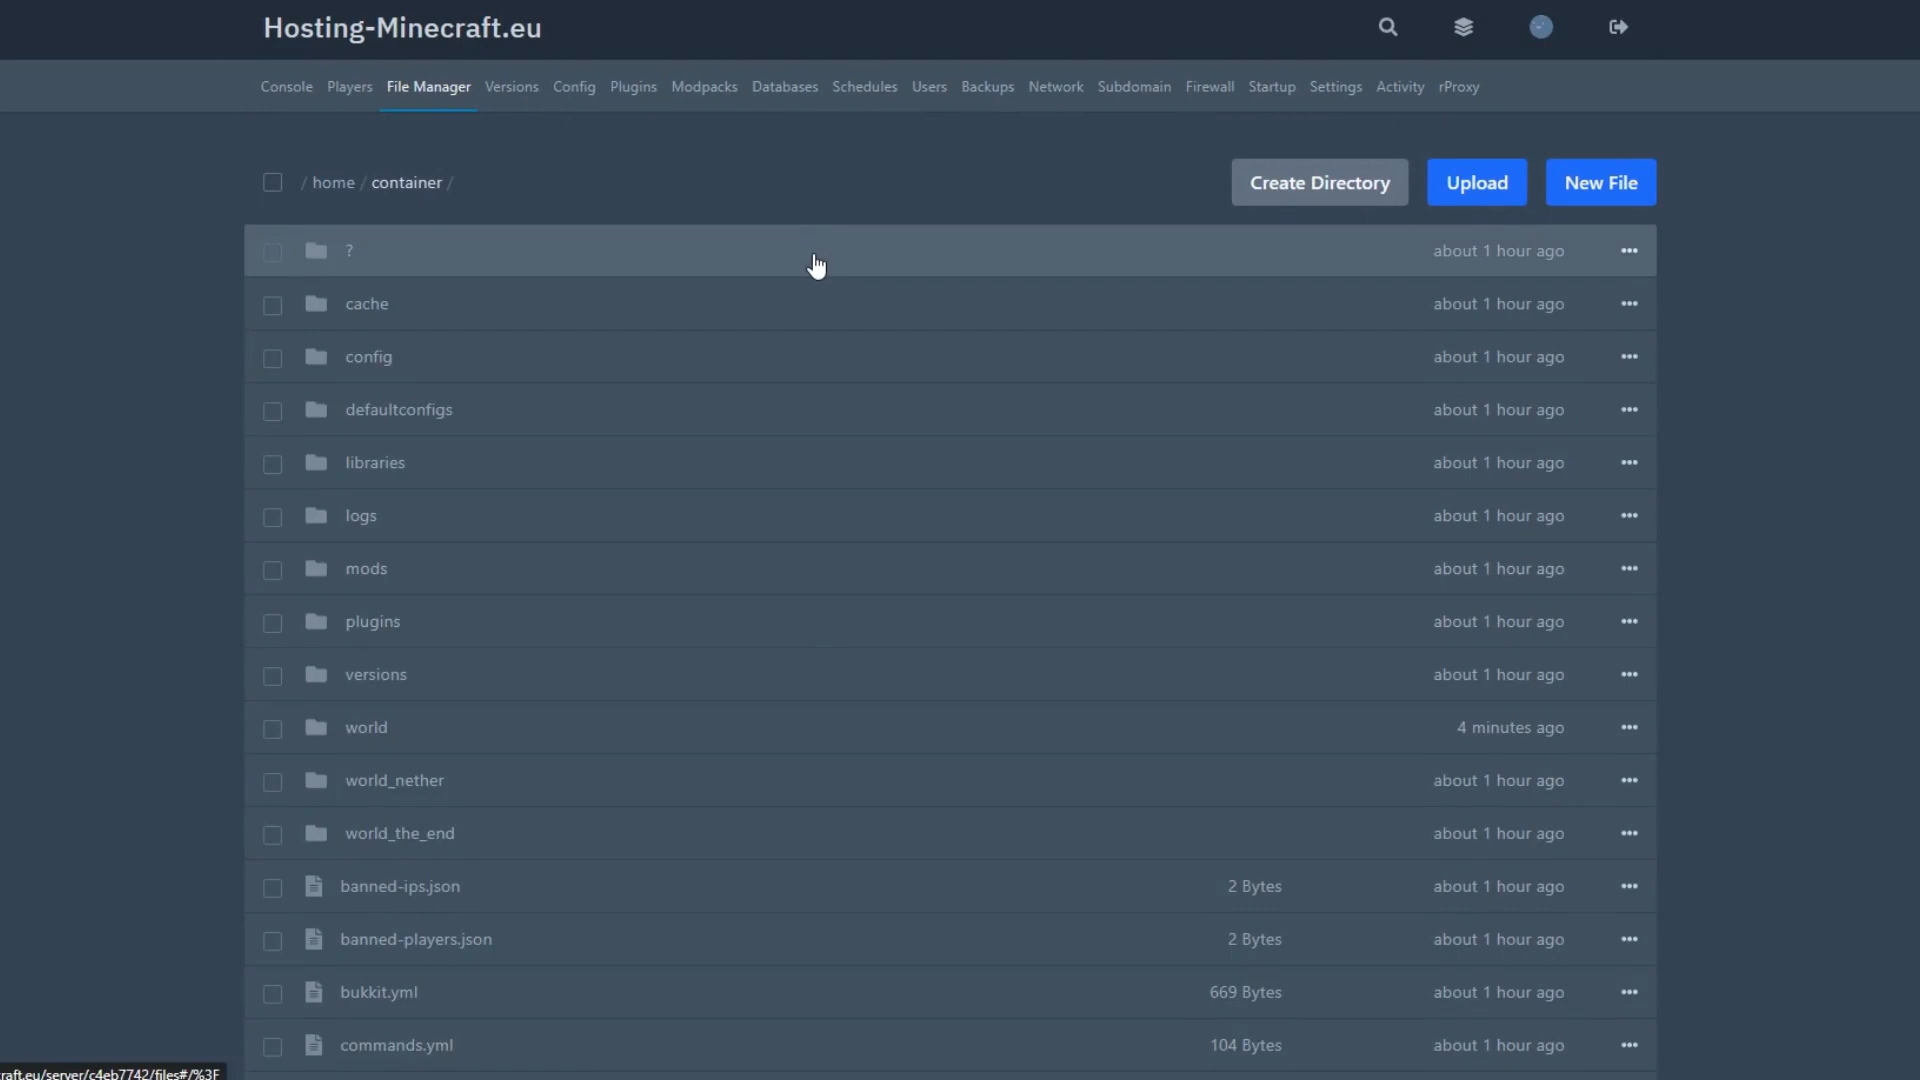 Hosting-Minecraft.eu
Console Players File Manager Versions Config Plugins Modpacks Databases Schedules Users Backups Network Subdomain Firewall Startup Settings Activity rProxy
/ home / container /
Create Directory Upload New File
? about 1 hour ago
cache about 1 hour ago
config about 1 hour ago
defaultconfigs about 1 hour ago
libraries about 1 hour ago
logs about 1 hour ago
mods about 1 hour ago
plugins about 1 hour ago
versions about 1 hour ago
world 4 minutes ago
world_nether about 1 hour ago
world_the_end about 1 hour ago
banned-ips.json 2 Bytes about 1 hour ago
banned-players.json 2 Bytes about 1 hour ago
bukkit.yml 669 Bytes about 1 hour ago
commands.yml 104 Bytes about 1 hour ago
raft.eu/server/c4eb7742/files#/%3F